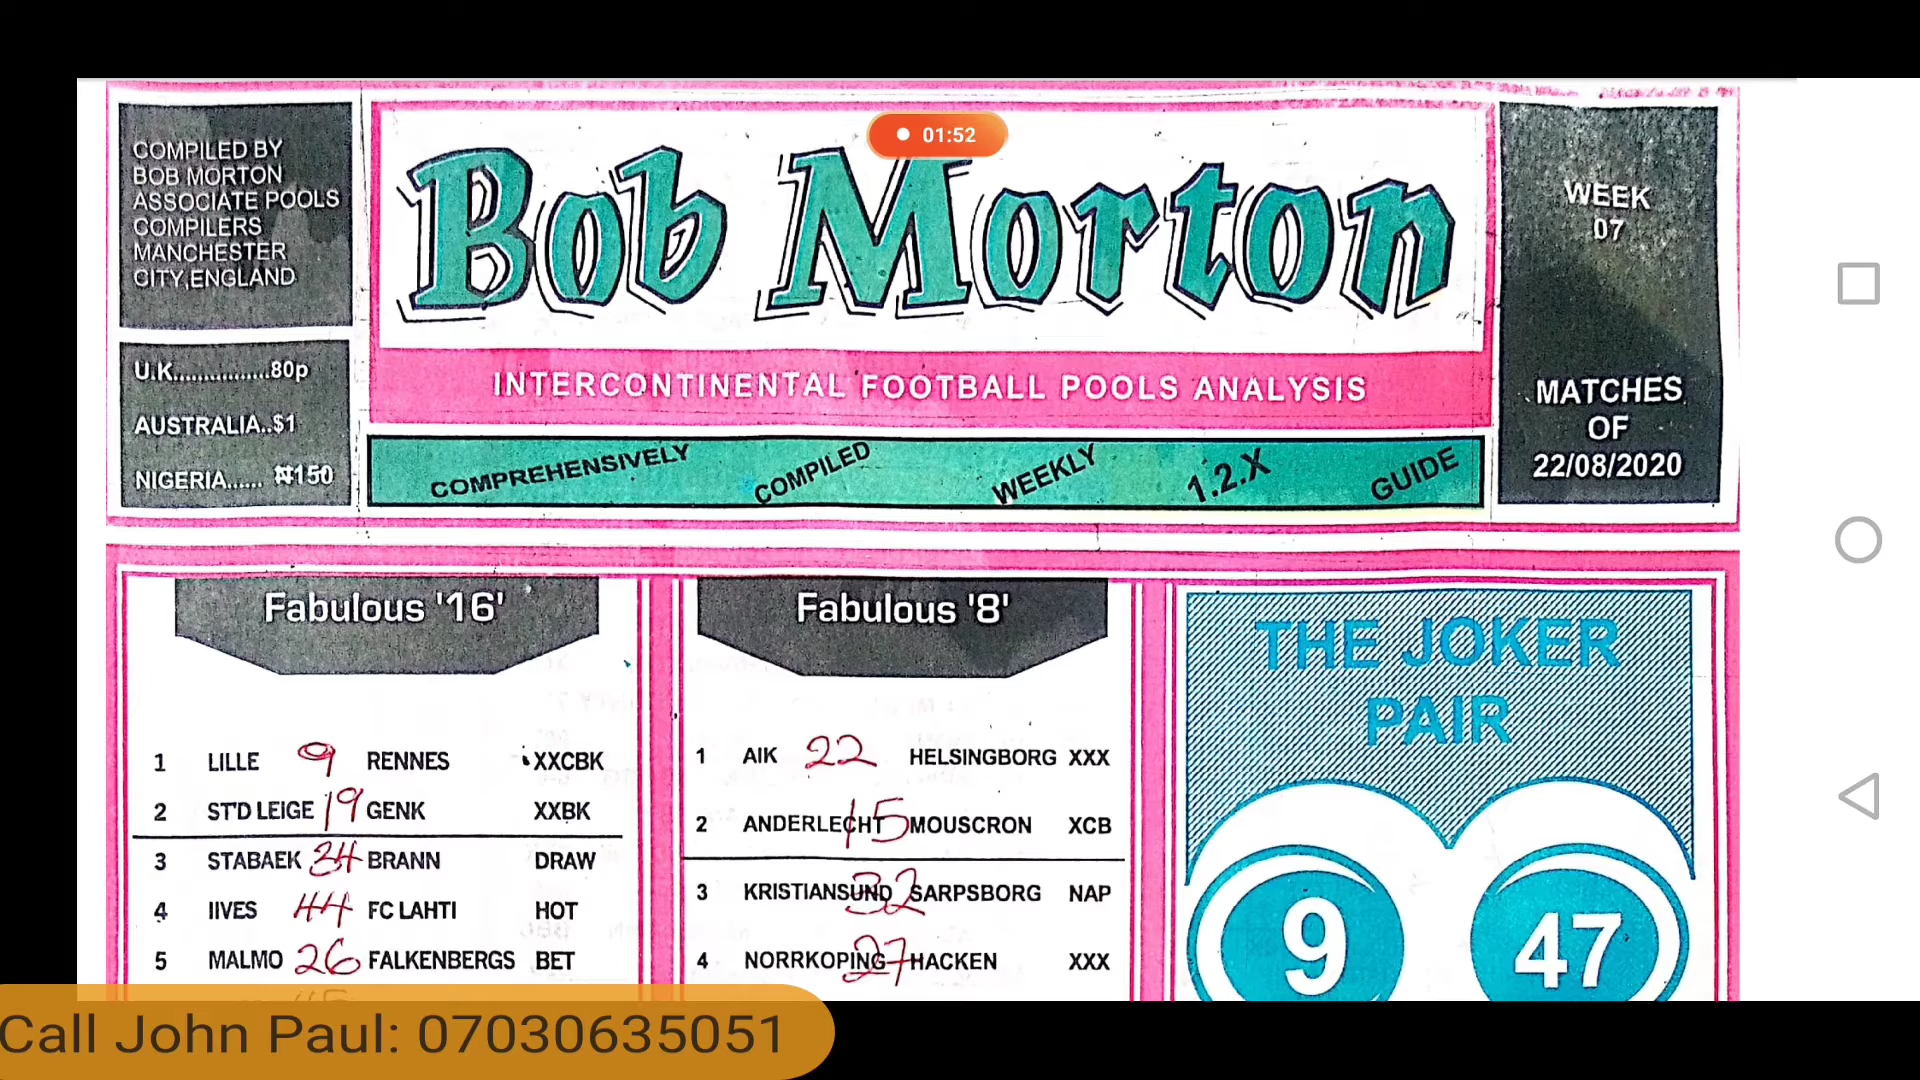 01:52
COMPILED BY
BOB MORTON
ASSOCIATE POOLS
COMPILERS
MANCHESTER
CITY,ENGLAND
U.K................80p
AUSTRALIA..$1
NIGERIA...... ₦150
Bob Morton
INTERCONTINENTAL FOOTBALL POOLS ANALYSIS
COMPREHENSIVELY COMPILED WEEKLY 1.2.X GUIDE
WEEK
07
MATCHES
OF
22/08/2020
Fabulous '16'
1 LILLE 9 RENNES XXCBK
2 ST'D LEIGE 19 GENK XXBK
3 STABAEK 34 BRANN DRAW
4 IIVES 44 FC LAHTI HOT
5 MALMO 26 FALKENBERGS BET
Fabulous '8'
1 AIK 22 HELSINGBORG XXX
2 ANDERLECHT 15 MOUSCRON XCB
3 KRISTIANSUND 32 SARPSBORG NAP
4 NORRKOPING 27 HACKEN XXX
THE JOKER
PAIR
9 47
Call John Paul: 07030635051